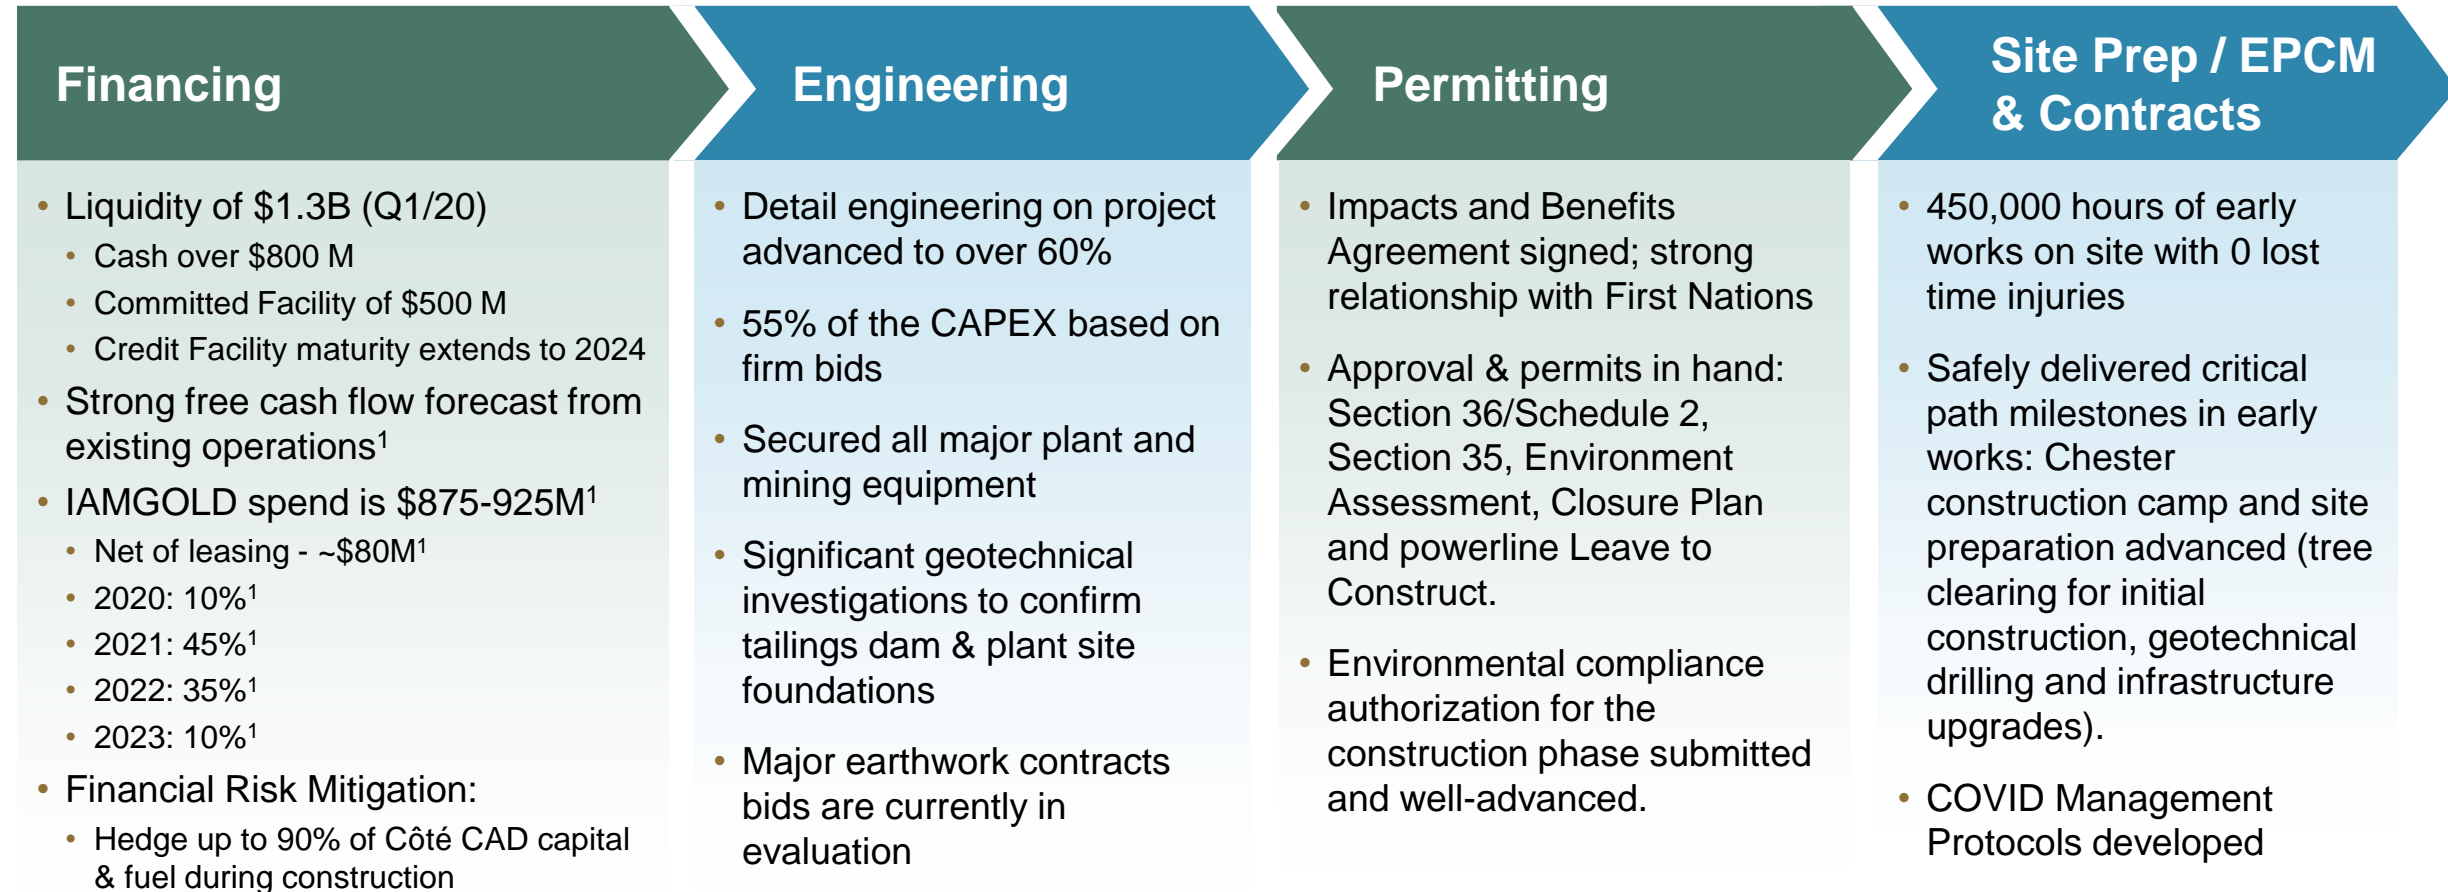 Financing
• Liquidity of $1.3B (Q1/20)
• Cash over $800 M
• Committed Facility of $500 M
• Credit Facility maturity extends to 2024
• Strong free cash flow forecast from
existing operations¹
• IAMGOLD spend is $875-925M¹
• Net of leasing - ~$80M¹
• 2020: 10%¹
• 2021: 45%¹
• 2022: 35%¹
• 2023: 10%¹
• Financial Risk Mitigation:
• Hedge up to 90% of Côté CAD capital
& fuel during construction
Engineering
• Detail engineering on project
advanced to over 60%
• 55% of the CAPEX based on
firm bids
• Secured all major plant and
mining equipment
• Significant geotechnical
investigations to confirm
tailings dam & plant site
foundations
• Major earthwork contracts
bids are currently in
evaluation
Permitting
• Impacts and Benefits
Agreement signed; strong
relationship with First Nations
• Approval & permits in hand:
Section 36/Schedule 2,
Section 35, Environment
Assessment, Closure Plan
and powerline Leave to
Construct.
• Environmental compliance
authorization for the
construction phase submitted
and well-advanced.
Site Prep / EPCM
& Contracts
• 450,000 hours of early
works on site with 0 lost
time injuries
• Safely delivered critical
path milestones in early
works: Chester
construction camp and site
preparation advanced (tree
clearing for initial
construction, geotechnical
drilling and infrastructure
upgrades).
• COVID Management
Protocols developed